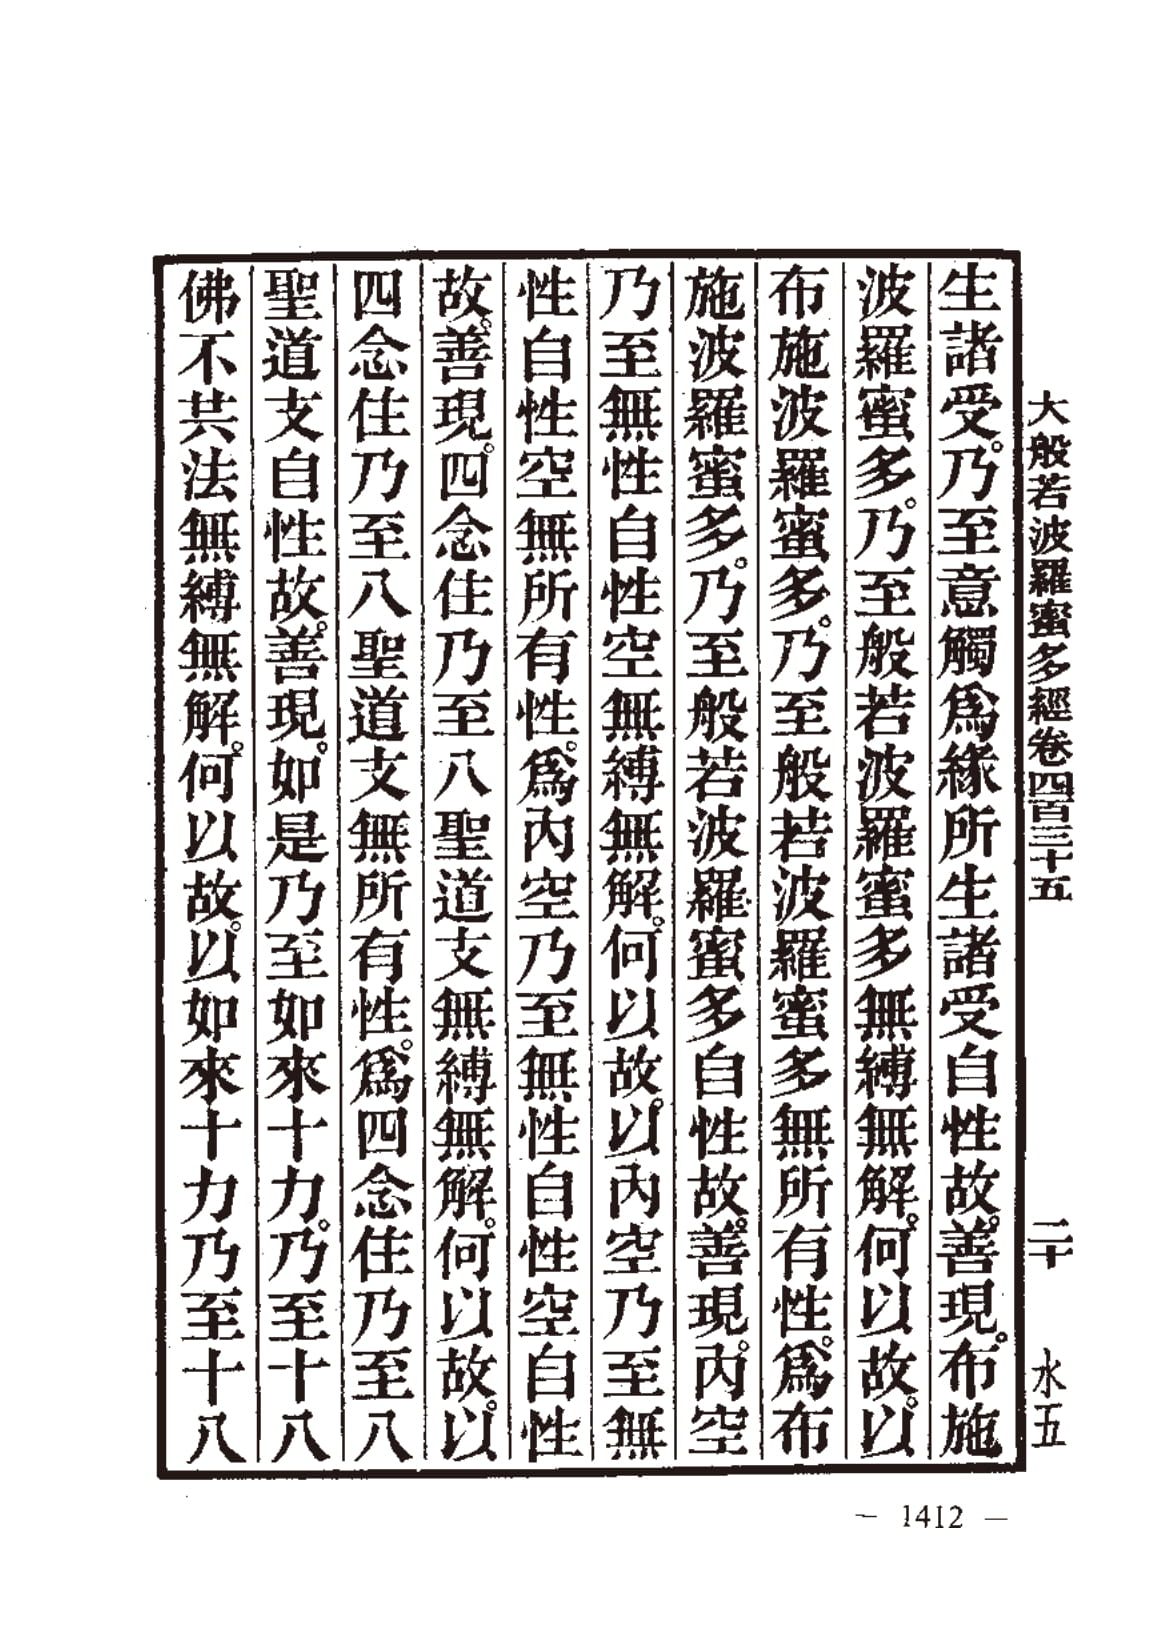 大般若波羅蜜多經卷四百三十五 二十 水五
生諸受。乃至意觸爲緣所生諸受自性故。善現。布施
波羅蜜多。乃至般若波羅蜜多無縛無解。何以故。以
布施波羅蜜多。乃至般若波羅蜜多無所有性。爲布
施波羅蜜多。乃至般若波羅蜜多自性故。善現。內空
乃至無性自性空無縛無解。何以故。以內空乃至無
性自性空無所有性。爲內空乃至無性自性空自性
故。善現。四念住乃至八聖道支無縛無解。何以故。以
四念住乃至八聖道支無所有性。爲四念住乃至八
聖道支自性故。善現。如是乃至如來十力。乃至十八
佛不共法無縛無解。何以故。以如來十力乃至十八
— 1412 —